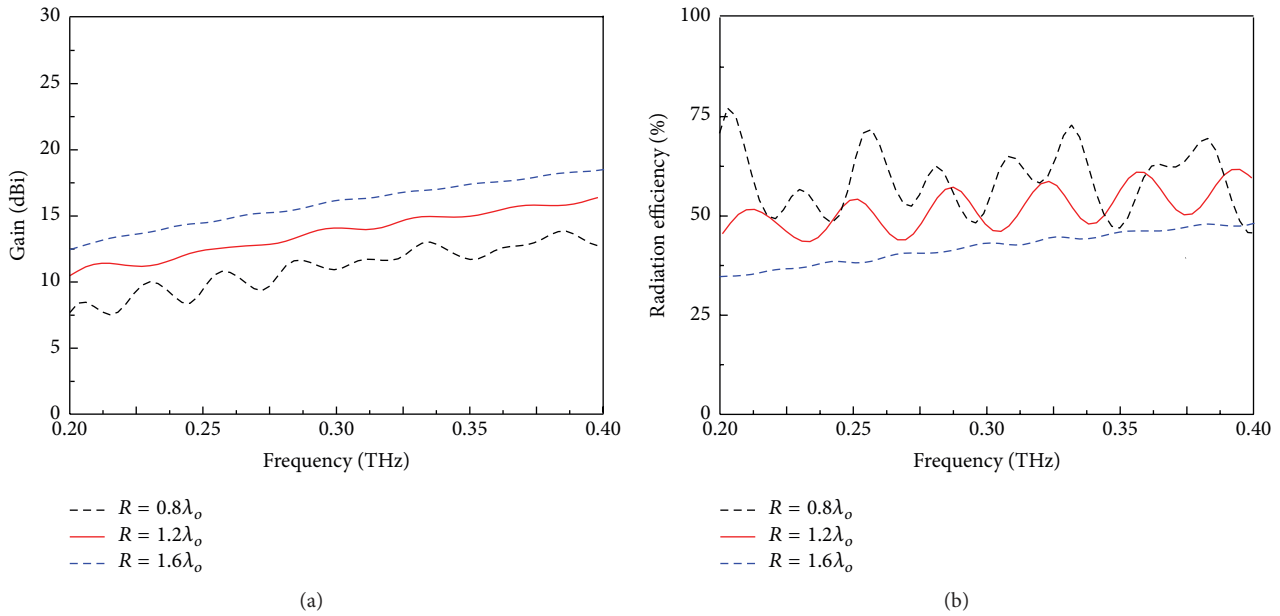 30
25
20
15
10
5
0
Gain (dBi)
0.20
0.25
0.30
0.35
0.40
Frequency (THz)
R = 0.8λo
R = 1.2λo
R = 1.6λo
(a)
100
75
50
25
0
Radiation efficiency (%)
0.20
0.25
0.30
0.35
0.40
Frequency (THz)
R = 0.8λo
R = 1.2λo
R = 1.6λo
(b)